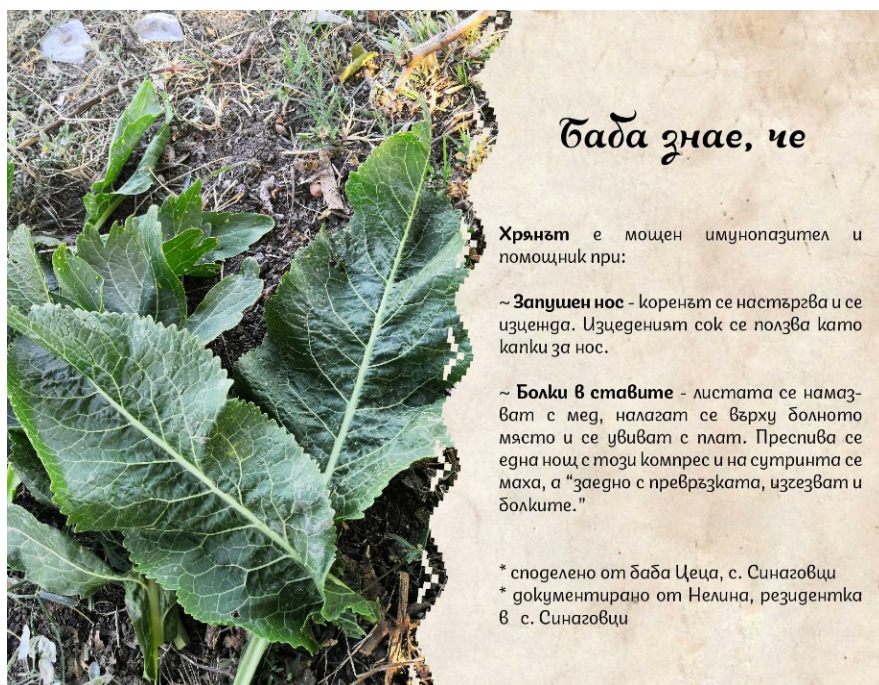 Баба знае, че
Хрянът е мощен имунопазител и
помощник при:
~ Запушен нос - коренът се настъргва и се
изценда. Изцеденият сок се ползва като
капки за нос.
~ Болки в ставите - листата се намаз-
ват с мед, налагат се върху болното
място и се увиват с плат. Преспива се
една нощ с този компрес и на сутринта се
маха, а “заедно с превръзката, изчезват и
болките.”
* споделено от баба Цеца, с. Синаговци
* документирано от Нелина, резидентка
в с. Синаговци